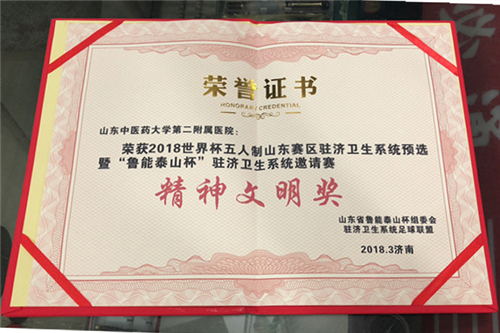 荣誉证书
HONORARY CREDENTIAL
山东中医药大学第二附属医院：
荣获2018世界杯五人制山东赛区驻济卫生系统预选
暨“鲁能泰山杯”驻济卫生系统邀请赛
精神文明奖
山东省鲁能泰山杯组委会
驻济卫生系统足球联盟
2018.3济南